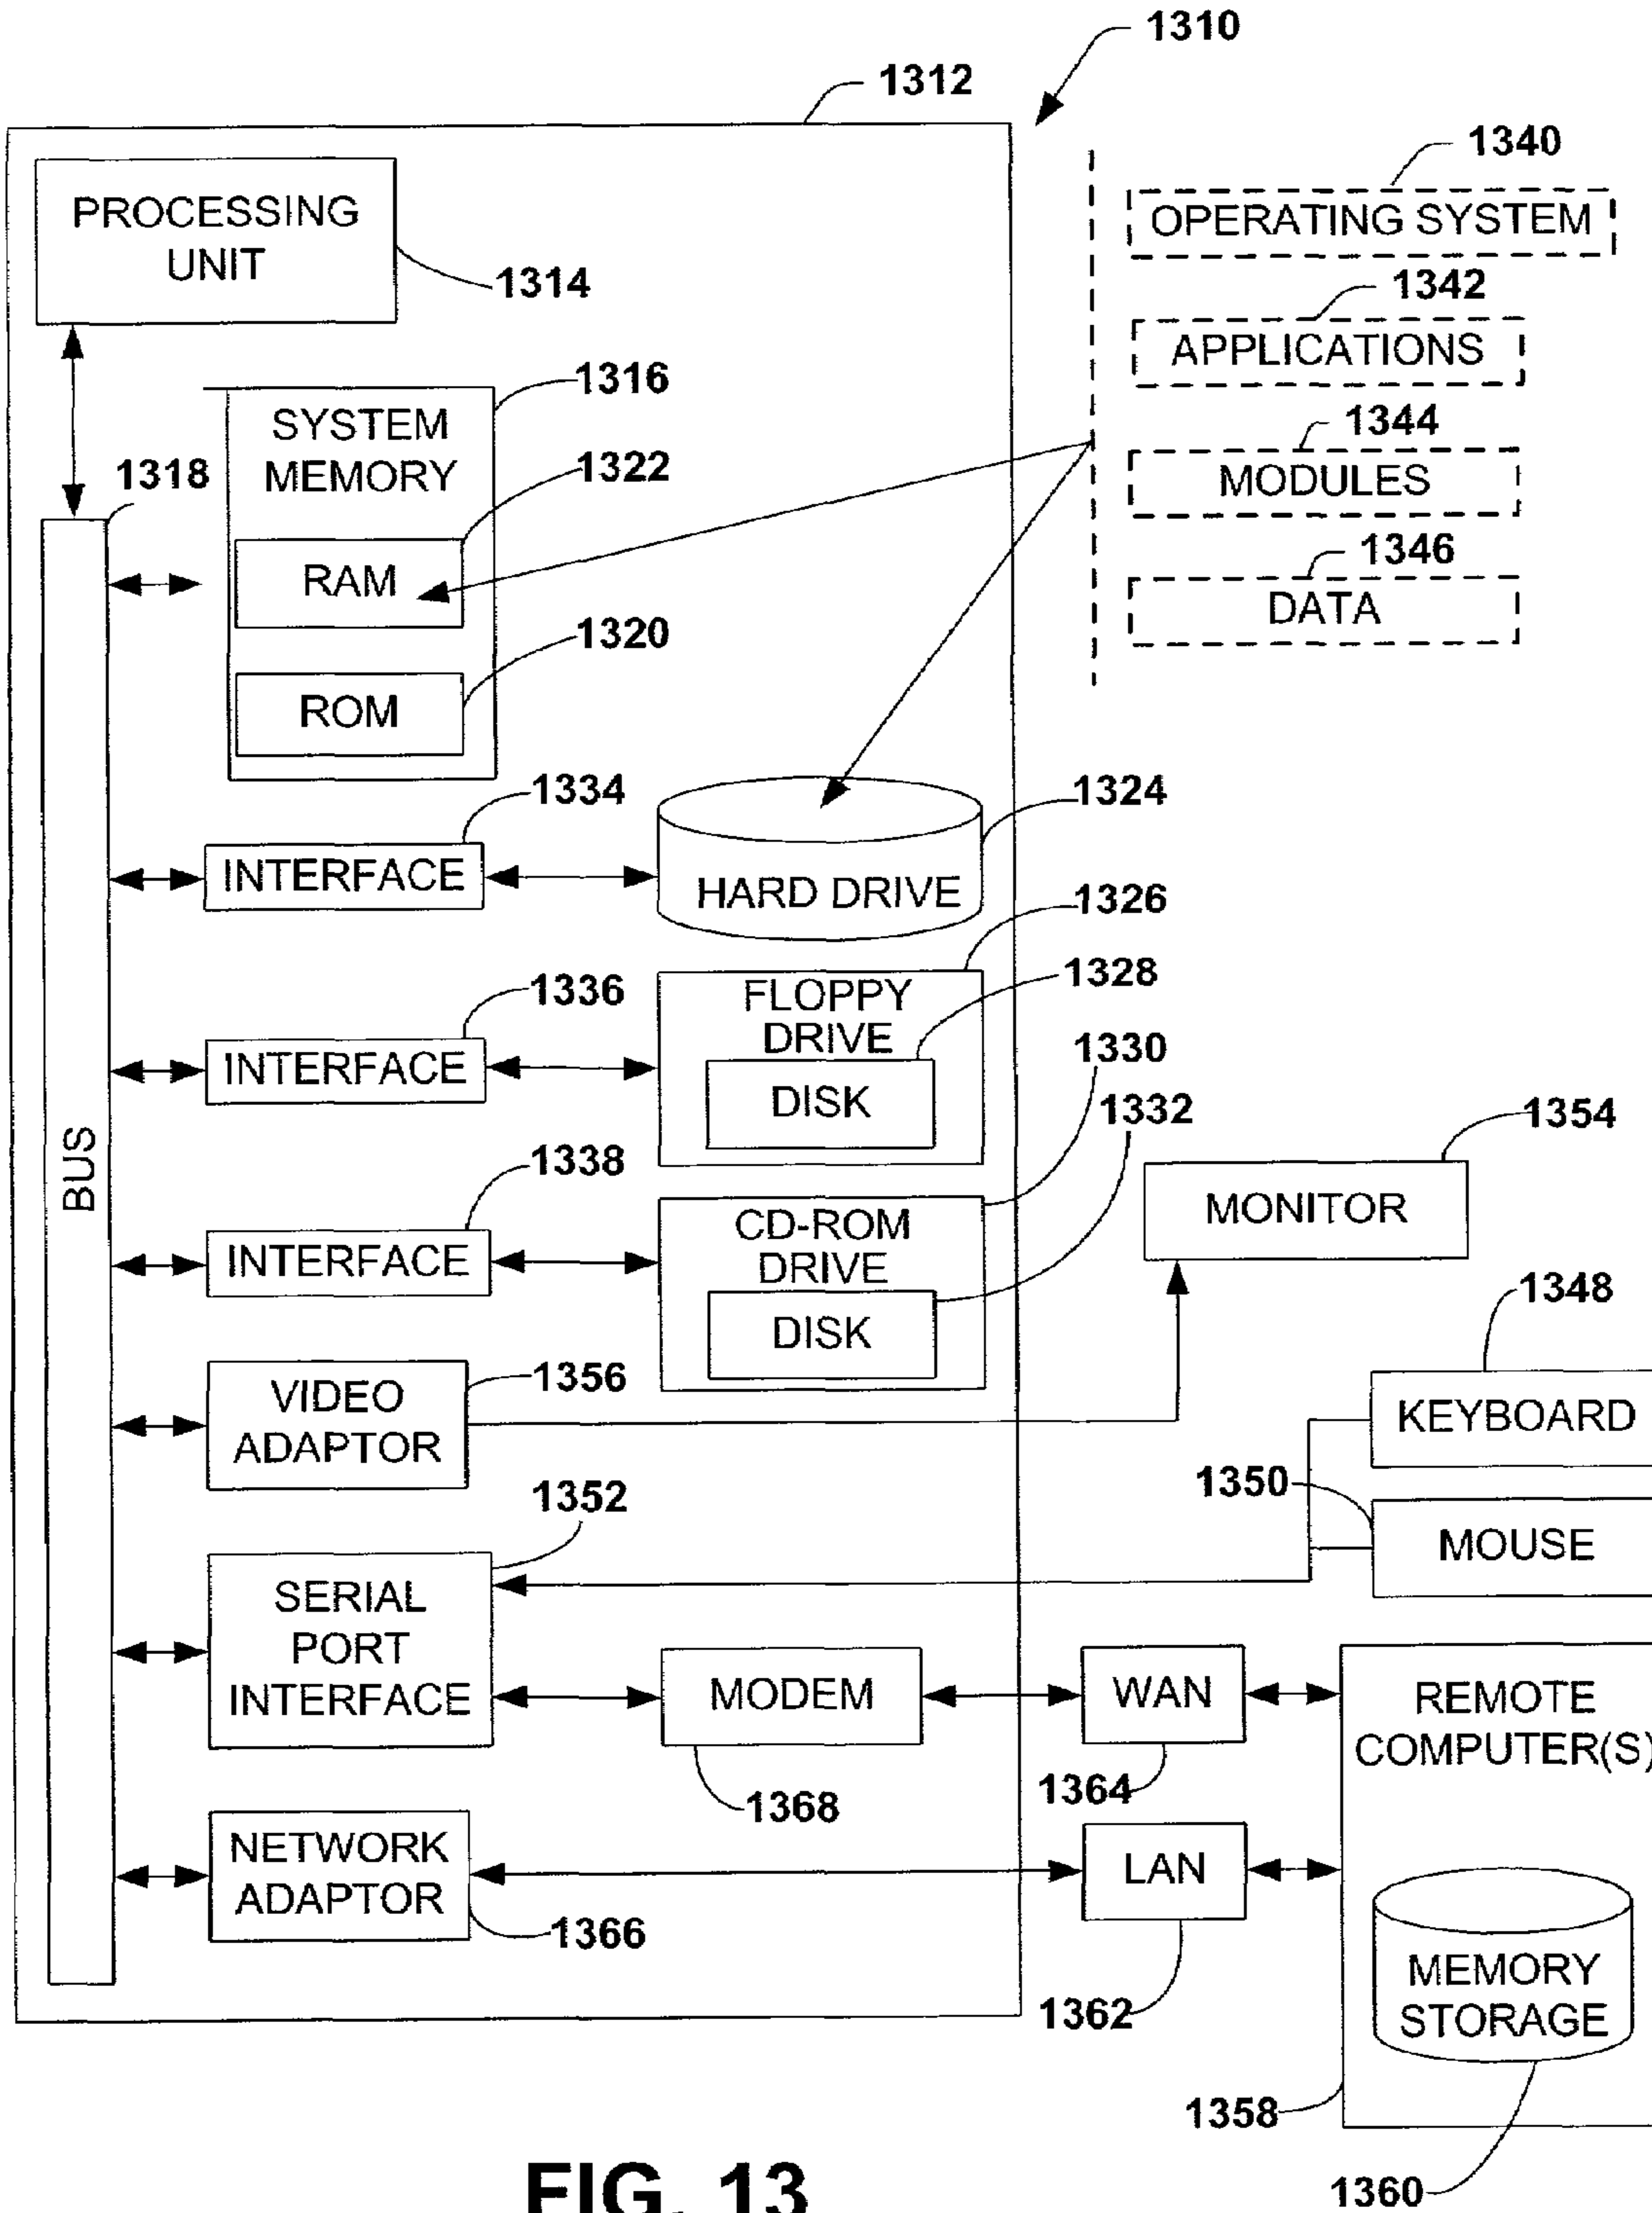 1310
1312
1340
PROCESSING
UNIT
OPERATING SYSTEM
1314
1342
APPLICATIONS
1316
SYSTEM
MEMORY
1344
1318
1322
MODULES
1346
RAM
DATA
1320
ROM
1334
1324
INTERFACE
HARD DRIVE
1326
1336
1328
FLOPPY
DRIVE
INTERFACE
1330
DISK
1332
1354
BUS
1338
MONITOR
CD-ROM
DRIVE
INTERFACE
1348
DISK
1356
VIDEO
ADAPTOR
KEYBOARD
1350
1352
MOUSE
SERIAL
PORT
INTERFACE
MODEM
WAN
REMOTE
COMPUTER(S)
1364
1368
NETWORK
ADAPTOR
LAN
1366
MEMORY
STORAGE
1362
1358
FIG. 13
1360